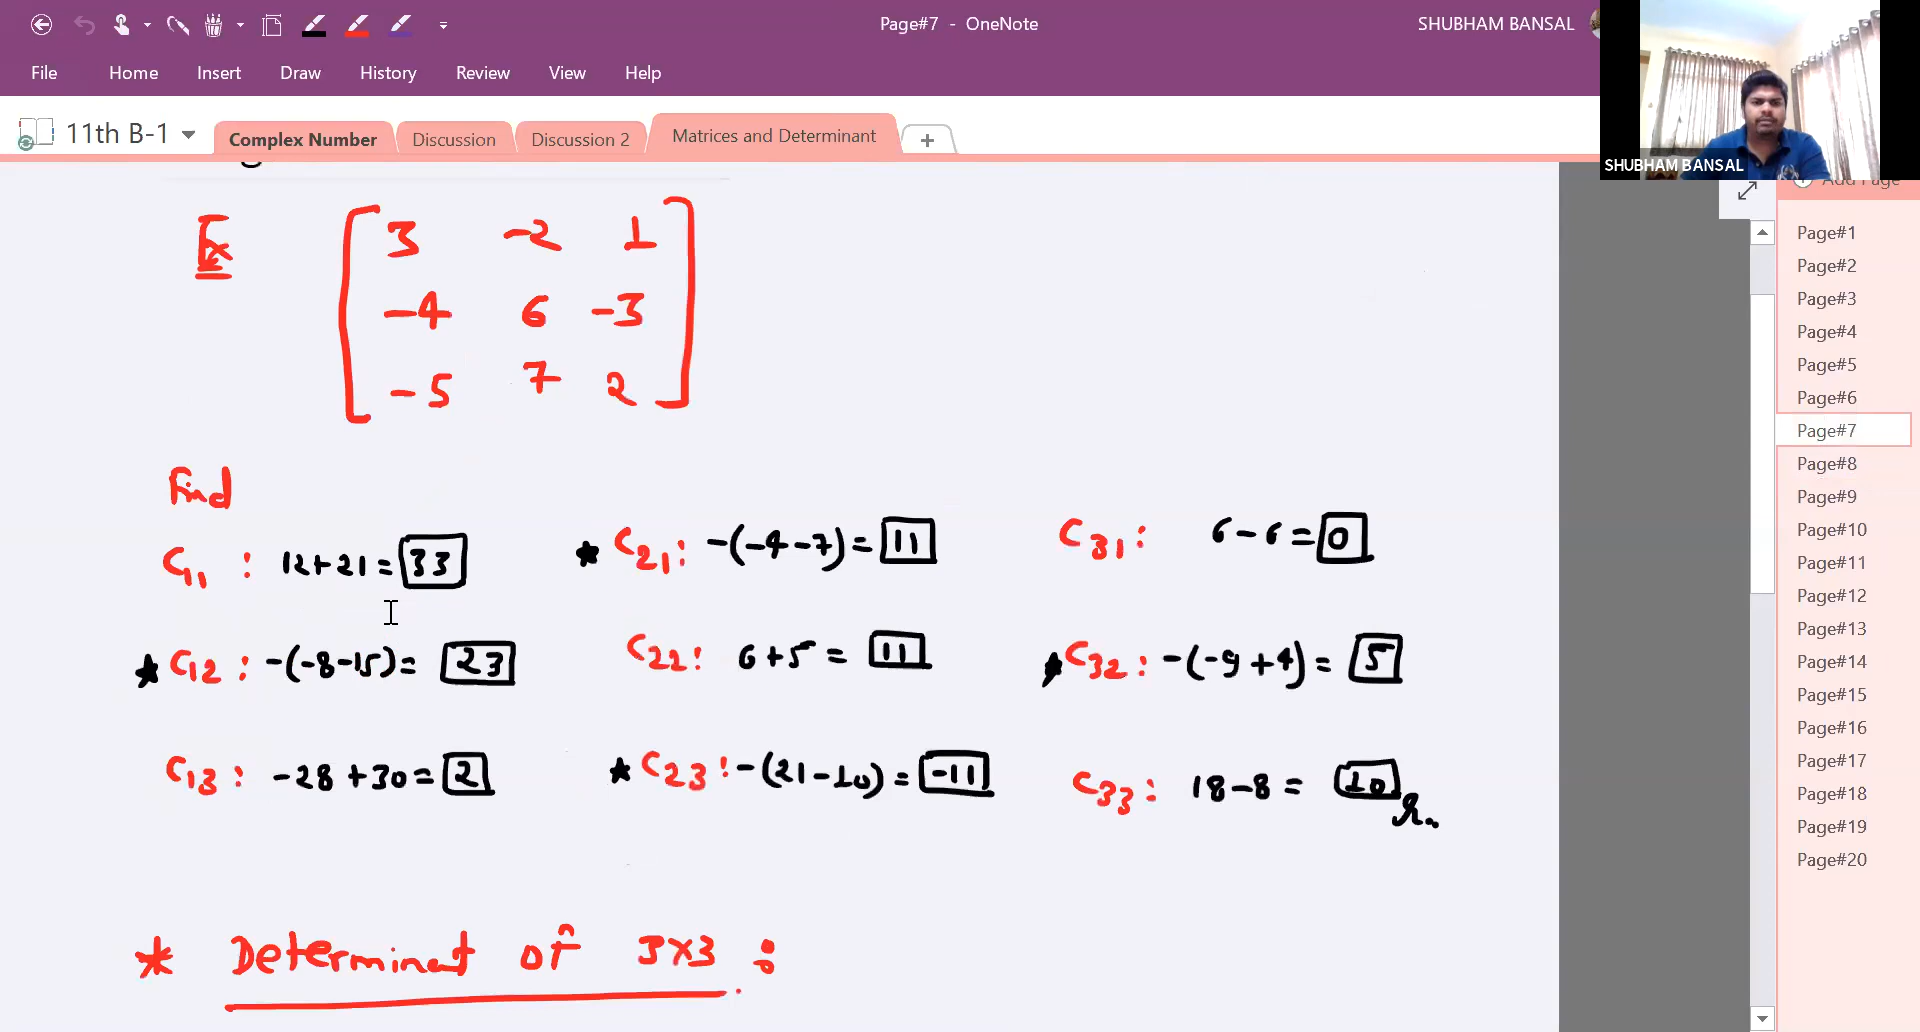 Page#7 - OneNote
SHUBHAM BANSAL
File Home Insert Draw History Review View Help
SHUBHAM BANSAL
11th B-1
Complex Number
Discussion
Discussion 2
Matrices and Determinant
Add Page
Ex
3 -2 1
-4 6 -3
-5 7 2
Find
C11 : 12+21 = 33
★ C21 : -(-4-7) = 11
C31 : 6-6 = 0
★ C12 : -(-8-15) = 23
C22 : 6+5 = 11
★ C32 : -(-9+4) = 5
C13 : -28+30 = 2
★ C23 : -(21-10) = -11
C33 : 18-8 = 10
* Determinant of 3x3 :
Page#1
Page#2
Page#3
Page#4
Page#5
Page#6
Page#7
Page#8
Page#9
Page#10
Page#11
Page#12
Page#13
Page#14
Page#15
Page#16
Page#17
Page#18
Page#19
Page#20